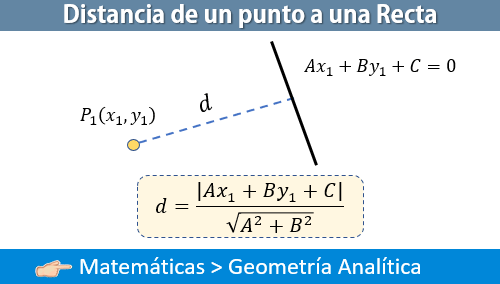 Distancia de un punto a una Recta
Ax₁ + By₁ + C = 0
P₁(x₁, y₁)
d
d = |Ax₁ + By₁ + C| / √(A² + B²)
Matemáticas > Geometría Analítica